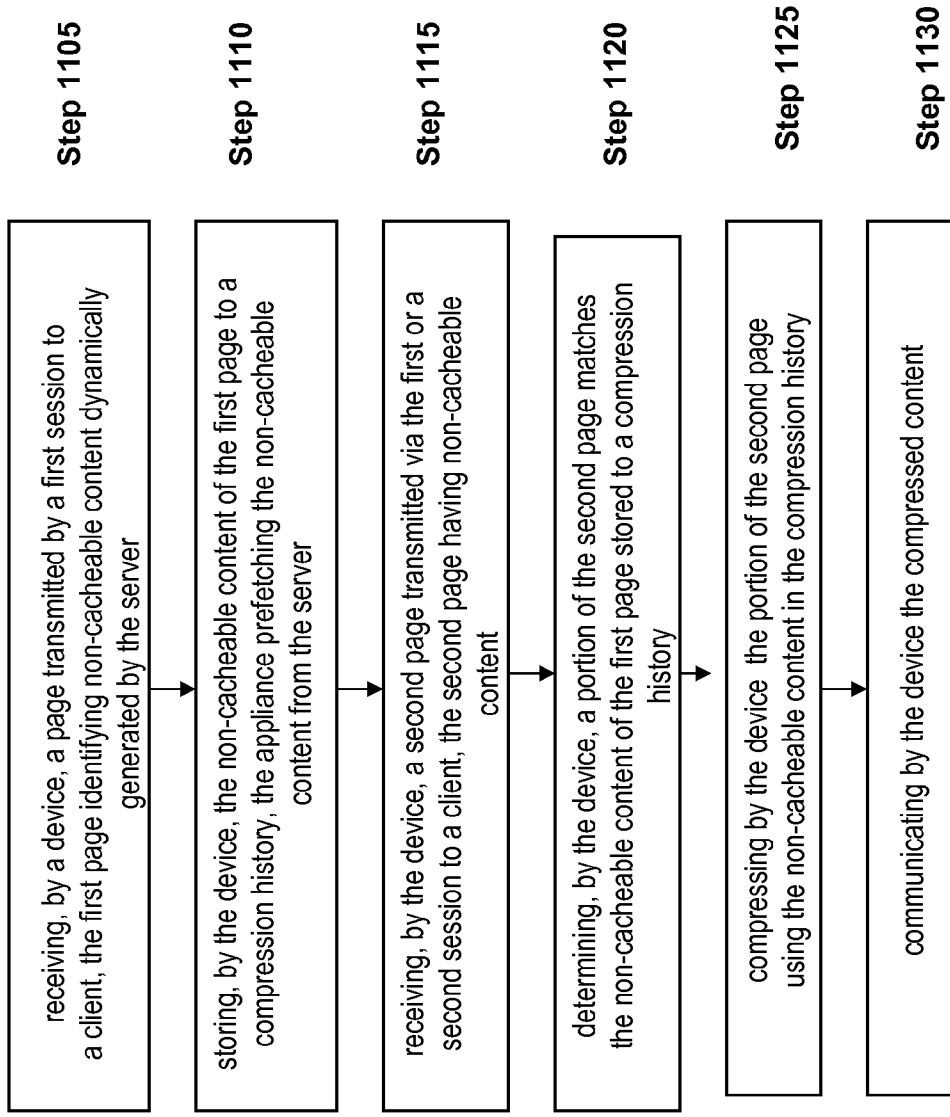 receiving, by a device, a page transmitted by a first session to
a client, the first page identifying non-cacheable content dynamically
generated by the server
Step 1105
storing, by the device, the non-cacheable content of the first page to a
compression history, the appliance prefetching the non-cacheable
content from the server
Step 1110
receiving, by the device, a second page transmitted via the first or a
second session to a client, the second page having non-cacheable
content
Step 1115
determining, by the device, a portion of the second page matches
the non-cacheable content of the first page stored to a compression
history
Step 1120
compressing by the device the portion of the second page
using the non-cacheable content in the compression history
Step 1125
communicating by the device the compressed content
Step 1130